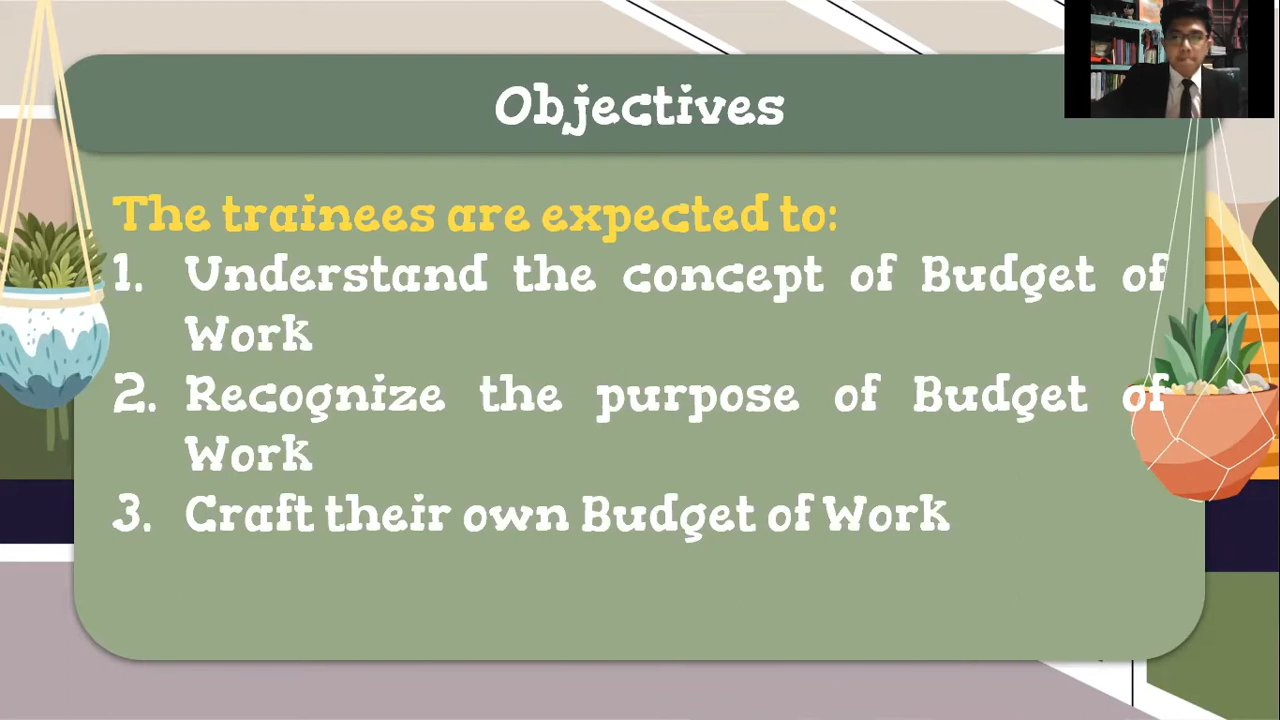 Objectives
The trainees are expected to:
1. Understand the concept of Budget of
Work
2. Recognize the purpose of Budget of
Work
3. Craft their own Budget of Work